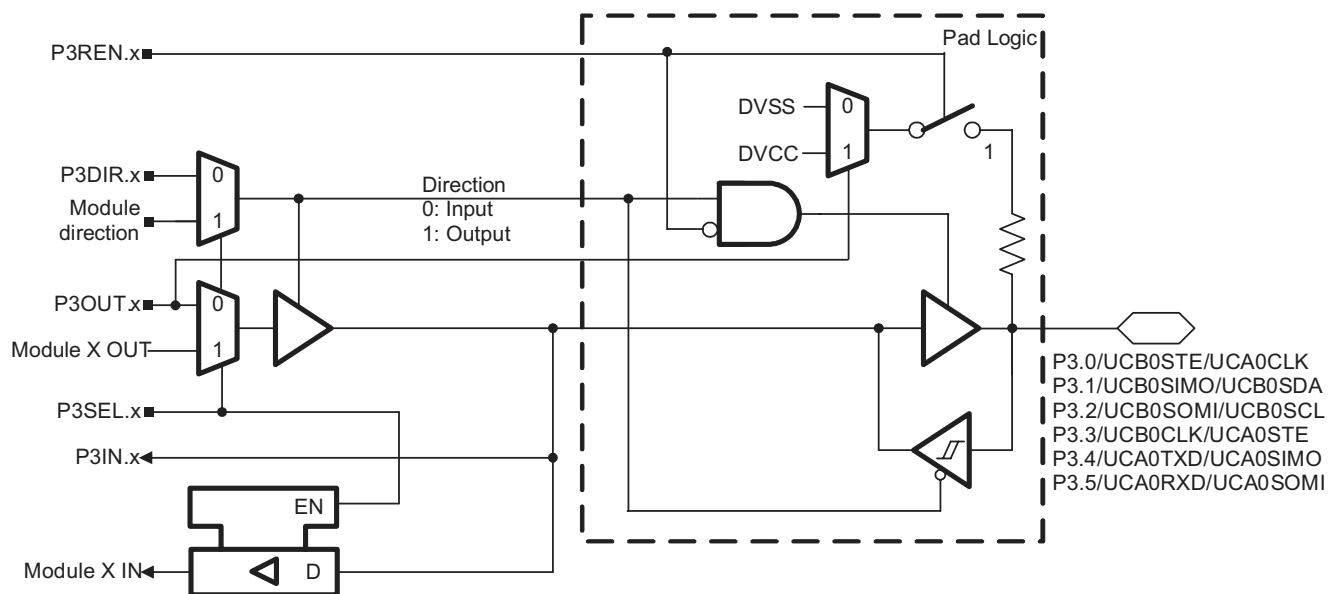 Pad Logic
P3REN.x
DVSS
0
DVCC
1
1
P3DIR.x
0
Module
direction
1
Direction
0: Input
1: Output
P3OUT.x
0
Module X OUT
1
P3SEL.x
P3IN.x
EN
Module X IN
D
P3.0/UCB0STE/UCA0CLK
P3.1/UCB0SIMO/UCB0SDA
P3.2/UCB0SOMI/UCB0SCL
P3.3/UCB0CLK/UCA0STE
P3.4/UCA0TXD/UCA0SIMO
P3.5/UCA0RXD/UCA0SOMI